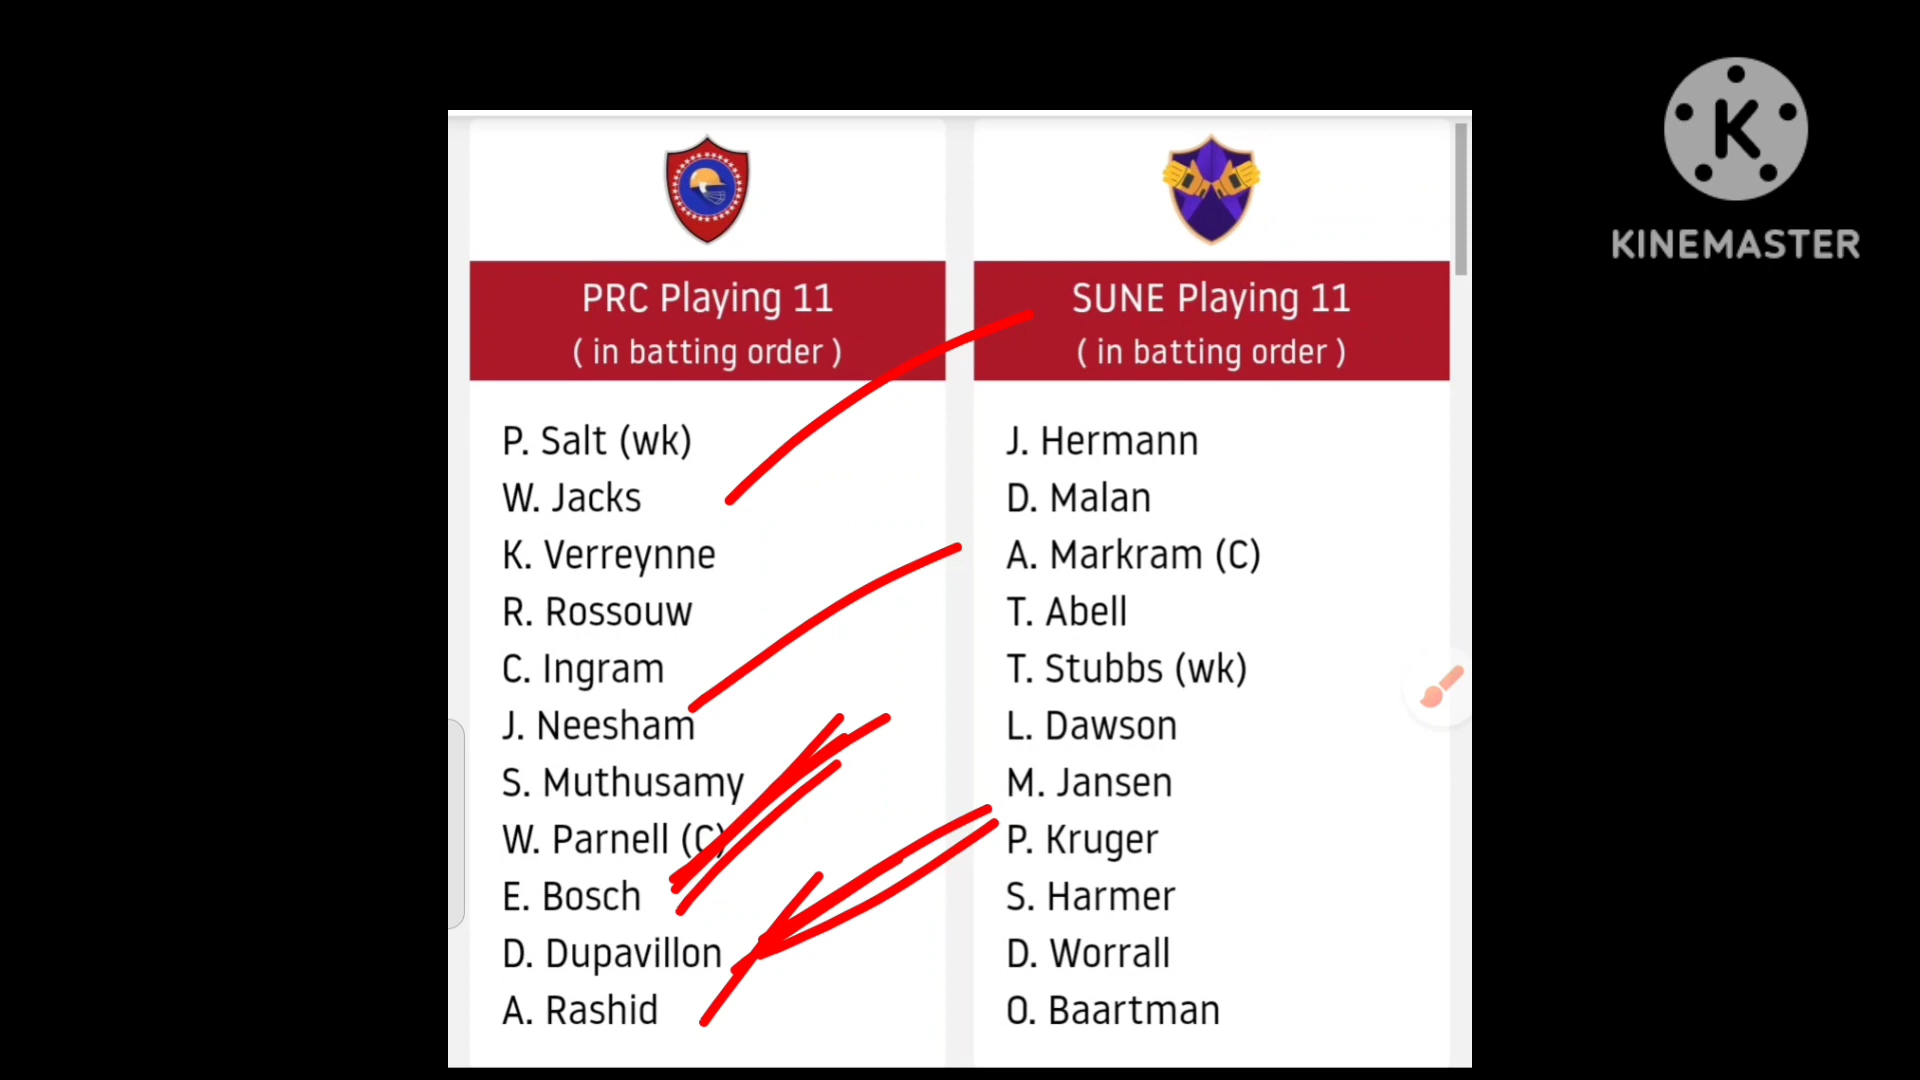 K
KINEMASTER
PRC Playing 11
( in batting order )
P. Salt (wk)
W. Jacks
K. Verreynne
R. Rossouw
C. Ingram
J. Neesham
S. Muthusamy
W. Parnell (C)
E. Bosch
D. Dupavillon
A. Rashid
SUNE Playing 11
( in batting order )
J. Hermann
D. Malan
A. Markram (C)
T. Abell
T. Stubbs (wk)
L. Dawson
M. Jansen
P. Kruger
S. Harmer
D. Worrall
O. Baartman